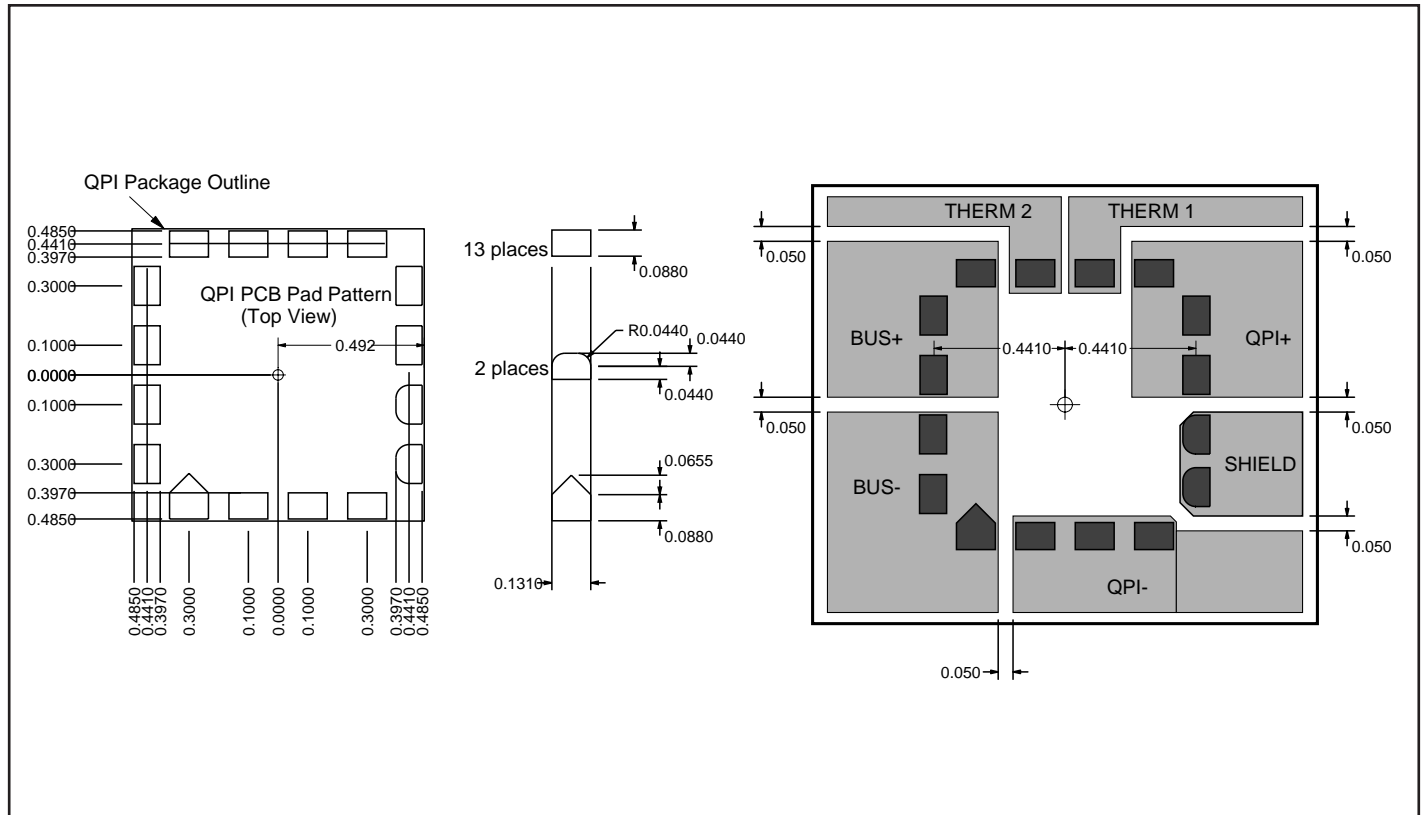 QPI Package Outline
0.4850
0.4410
0.3970
0.3000
0.1000
0.0000
0.1000
0.3000
0.3970
0.4850
QPI PCB Pad Pattern
(Top View)
0.492
0.4850
0.4410
0.3970
0.3000
0.1000
0.0000
0.1000
0.3000
0.3970
0.4410
0.4850
13 places
0.0880
R0.0440
0.0440
2 places
0.0440
0.0655
0.0880
0.1310
THERM 2
THERM 1
0.050
0.050
BUS+
0.4410
0.4410
QPI+
0.050
0.050
SHIELD
BUS-
0.050
QPI-
0.050